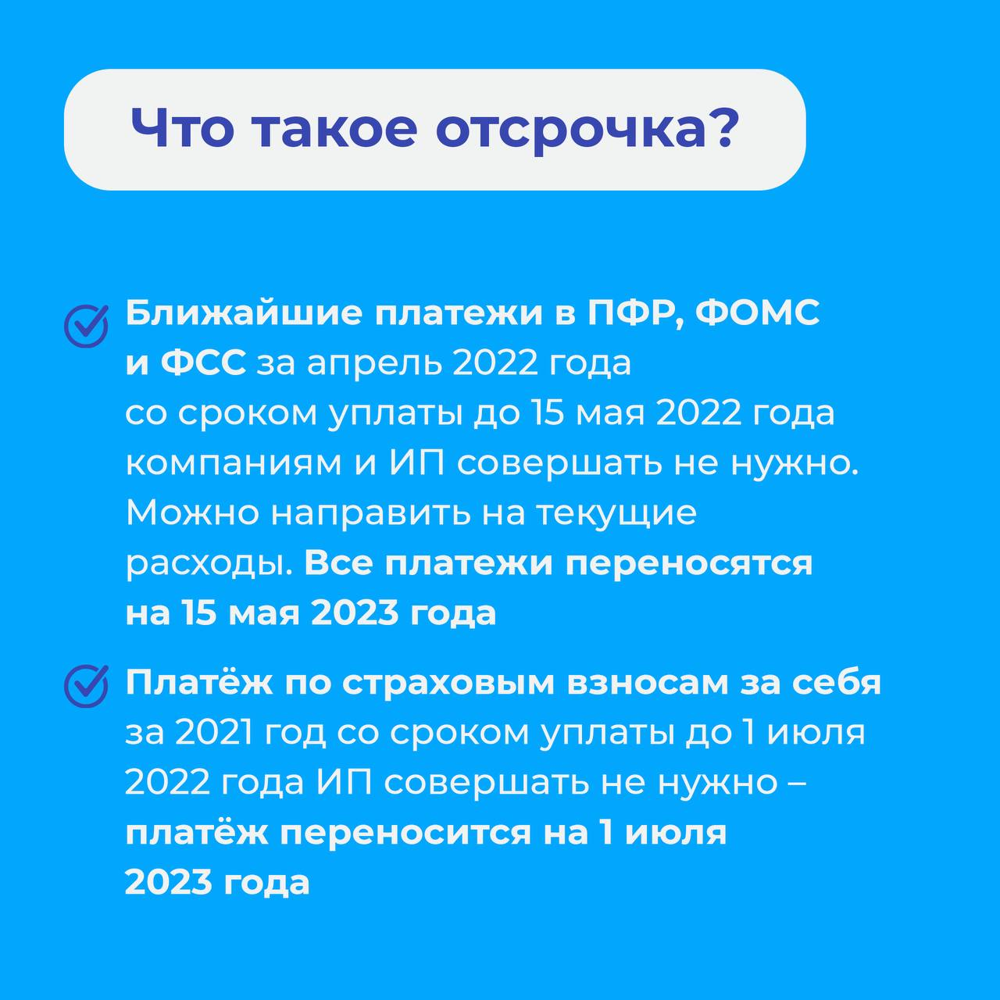 Что такое отсрочка?
Ближайшие платежи в ПФР, ФОМС
и ФСС за апрель 2022 года
со сроком уплаты до 15 мая 2022 года
компаниям и ИП совершать не нужно.
Можно направить на текущие
расходы. Все платежи переносятся
на 15 мая 2023 года
Платёж по страховым взносам за себя
за 2021 год со сроком уплаты до 1 июля
2022 года ИП совершать не нужно –
платёж переносится на 1 июля
2023 года